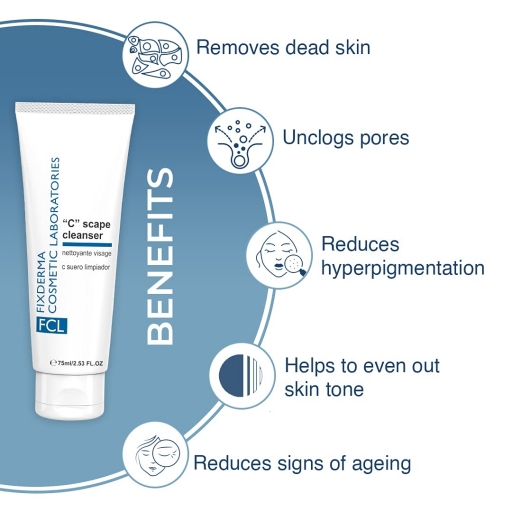 Removes dead skin
Unclogs pores
Reduces
hyperpigmentation
Helps to even out
skin tone
Reduces signs of ageing
BENEFITS
FIXDERMA
COSMETIC LABORATORIES
FCL
“C” scape
cleanser
nettoyante visage
c suero limpiador
℮75ml/2.53 FL.OZ